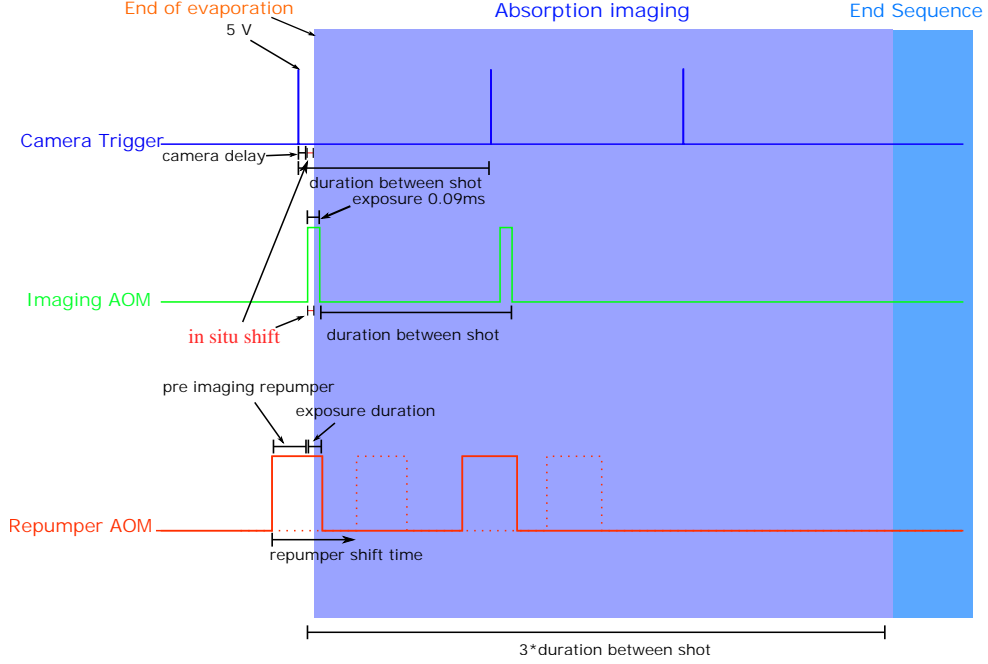 End of evaporation
Absorption imaging
End Sequence
5 V
Camera Trigger
camera delay
duration between shot
exposure 0.09ms
Imaging AOM
in situ shift
duration between shot
pre imaging repumper
exposure duration
Repumper AOM
repumper shift time
3*duration between shot